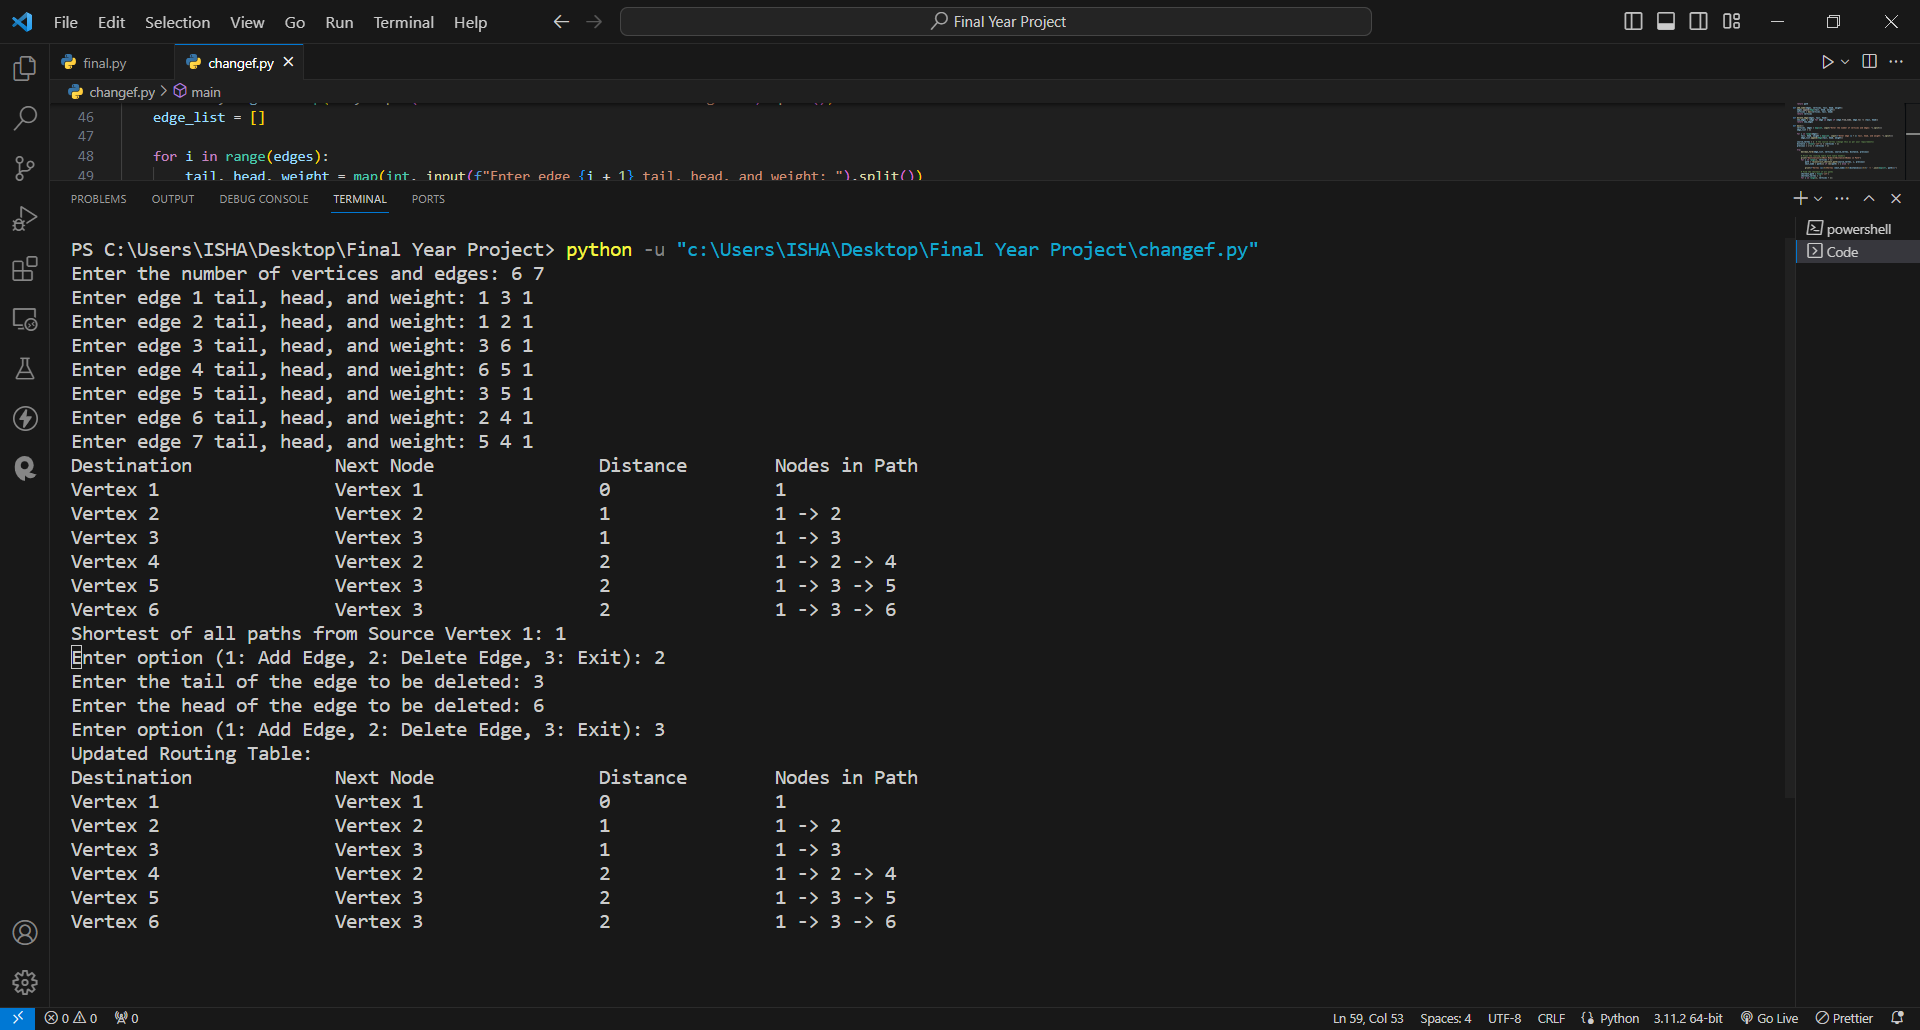 File Edit Selection View Go Run Terminal Help
Final Year Project
final.py
changef.py
changef.py > main
46 edge_list = []
47
48 for i in range(edges):
49 tail, head, weight = map(int, input(f"Enter edge {i + 1} tail, head, and weight: ").split())
PROBLEMS OUTPUT DEBUG CONSOLE TERMINAL PORTS
powershell
Code
PS C:\Users\ISHA\Desktop\Final Year Project> python -u "c:\Users\ISHA\Desktop\Final Year Project\changef.py"
Enter the number of vertices and edges: 6 7
Enter edge 1 tail, head, and weight: 1 3 1
Enter edge 2 tail, head, and weight: 1 2 1
Enter edge 3 tail, head, and weight: 3 6 1
Enter edge 4 tail, head, and weight: 6 5 1
Enter edge 5 tail, head, and weight: 3 5 1
Enter edge 6 tail, head, and weight: 2 4 1
Enter edge 7 tail, head, and weight: 5 4 1
Destination Next Node Distance Nodes in Path
Vertex 1 Vertex 1 0 1
Vertex 2 Vertex 2 1 1 -> 2
Vertex 3 Vertex 3 1 1 -> 3
Vertex 4 Vertex 2 2 1 -> 2 -> 4
Vertex 5 Vertex 3 2 1 -> 3 -> 5
Vertex 6 Vertex 3 2 1 -> 3 -> 6
Shortest of all paths from Source Vertex 1: 1
Enter option (1: Add Edge, 2: Delete Edge, 3: Exit): 2
Enter the tail of the edge to be deleted: 3
Enter the head of the edge to be deleted: 6
Enter option (1: Add Edge, 2: Delete Edge, 3: Exit): 3
Updated Routing Table:
Destination Next Node Distance Nodes in Path
Vertex 1 Vertex 1 0 1
Vertex 2 Vertex 2 1 1 -> 2
Vertex 3 Vertex 3 1 1 -> 3
Vertex 4 Vertex 2 2 1 -> 2 -> 4
Vertex 5 Vertex 3 2 1 -> 3 -> 5
Vertex 6 Vertex 3 2 1 -> 3 -> 6
0 0 0 Ln 59, Col 53 Spaces: 4 UTF-8 CRLF Python 3.11.2 64-bit Go Live Prettier